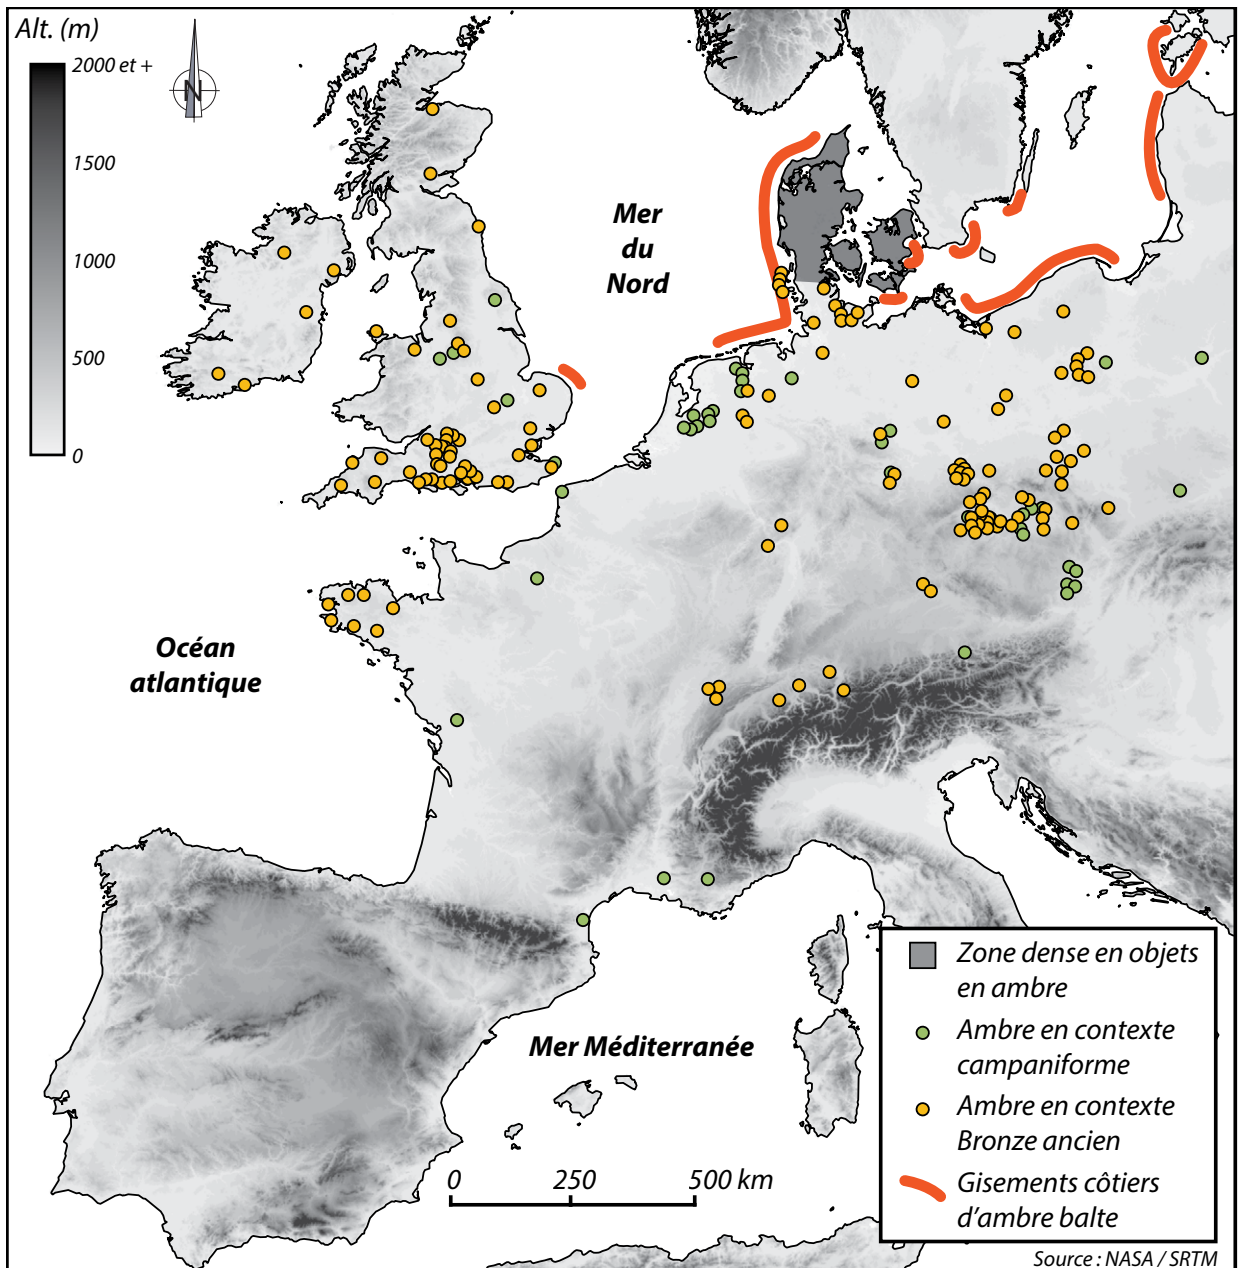 Alt. (m)
2000 et +
1500
1000
500
0
N
Mer
du
Nord
Océan
atlantique
Mer Méditerranée
0 250 500 km
Zone dense en objets
en ambre
Ambre en contexte
campaniforme
Ambre en contexte
Bronze ancien
Gisements côtiers
d'ambre balte
Source : NASA / SRTM